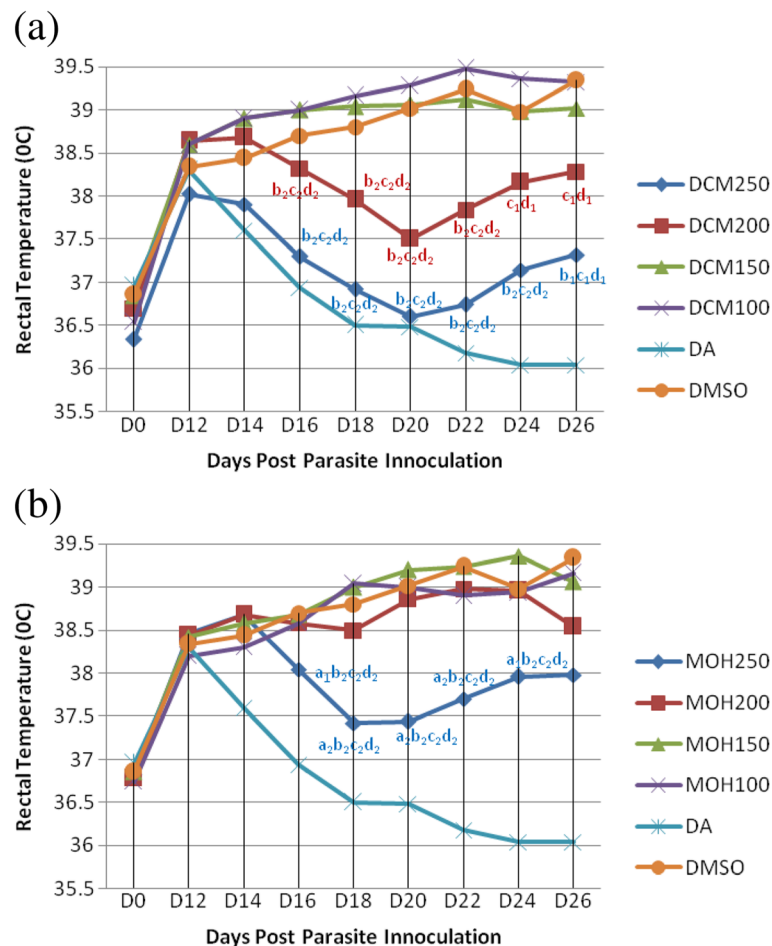 (a)
39.5
39
38.5
38
37.5
37
36.5
36
35.5
Rectal Temperature (0C)
b₂c₂d₂
b₂c₂d₂
b₂c₂d₂
b₂c₂d₂
c₁d₁
c₁d₁
b₂c₂d₂
b₂c₂d₂
b₂c₂d₂
b₂c₂d₂
b₂c₂d₂
b₁c₁d₁
D0 D12 D14 D16 D18 D20 D22 D24 D26
Days Post Parasite Innoculation
DCM250
DCM200
DCM150
DCM100
DA
DMSO
(b)
39.5
39
38.5
38
37.5
37
36.5
36
35.5
Rectal Temperature (0C)
a₁b₂c₂d₂
a₂b₂c₂d₂
a₂b₂c₂d₂
a₂b₂c₂d₂
a₂b₂c₂d₂
D0 D12 D14 D16 D18 D20 D22 D24 D26
Days Post Parasite Innoculation
MOH250
MOH200
MOH150
MOH100
DA
DMSO